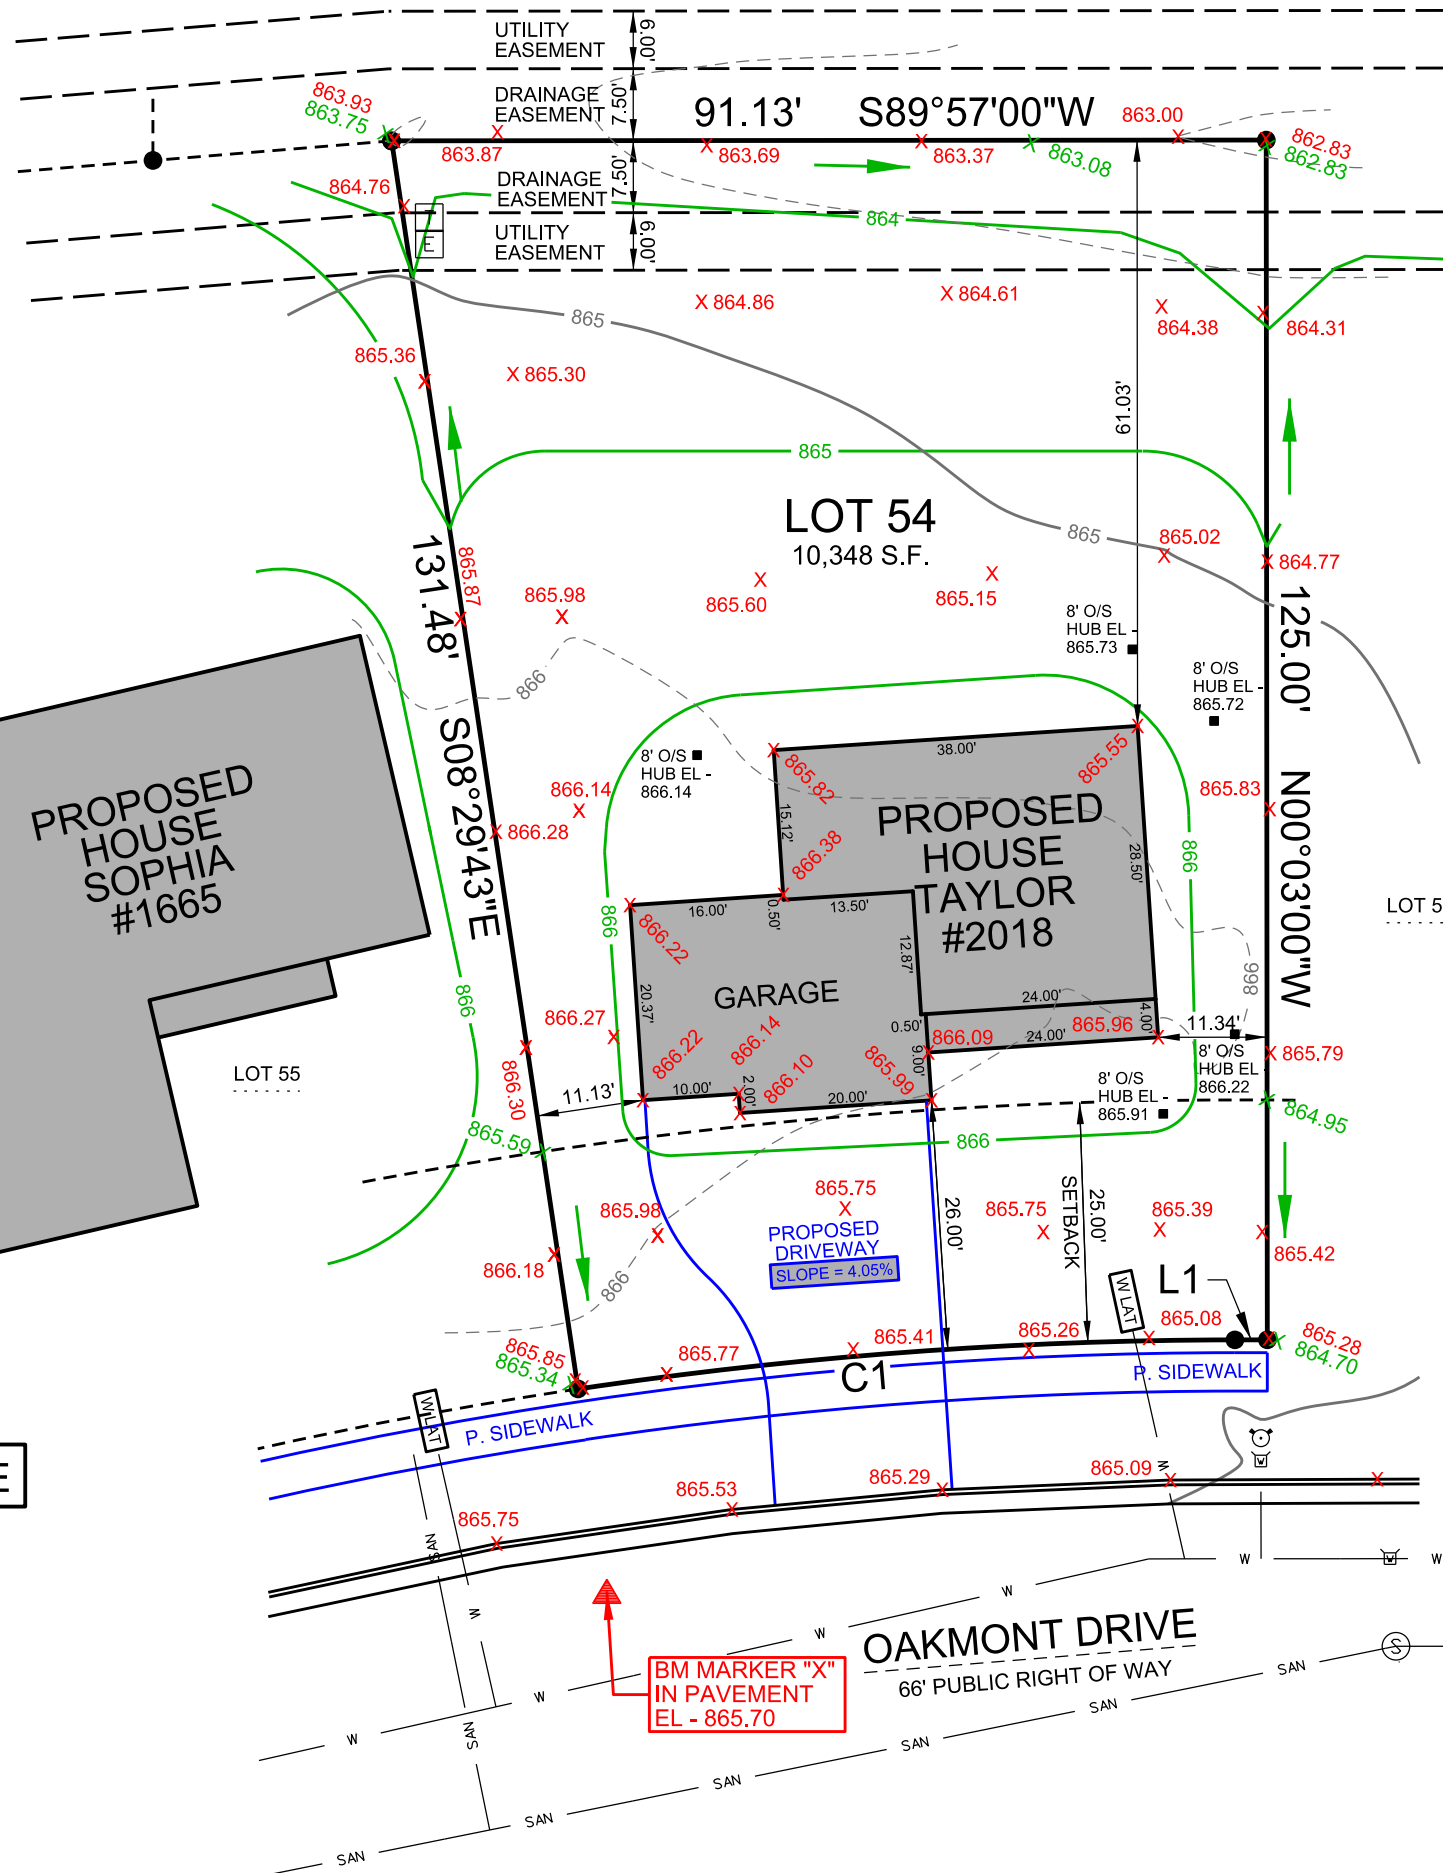 UTILITY
EASEMENT
6.00'
DRAINAGE
EASEMENT
7.50'
91.13' S89°57'00"W
863.93
863.75
863.87
863.69
863.37
863.08
863.00
862.83
862.83
DRAINAGE
EASEMENT
7.50'
864.76
864
UTILITY
EASEMENT
6.00'
E
X 864.86
X 864.61
864.38
864.31
865
865.36
X 865.30
61.03'
865
LOT 54
10,348 S.F.
865
865.02
864.77
131.48' S08°29'43"E
865.87
865.98
865.60
865.15
125.00' N00°03'00"W
8' O/S
HUB EL -
865.73
8' O/S
HUB EL -
865.72
866
8' O/S
HUB EL -
866.14
38.00'
865.82
865.55
PROPOSED
HOUSE
SOPHIA
#1665
866.14
866.28
15.12'
866.38
PROPOSED
HOUSE
TAYLOR
#2018
28.50'
865.83
866
866
866
866
LOT 5
16.00'
0.50'
13.50'
866.22
12.87'
GARAGE
20.37'
24.00'
4.00'
24.00'
0.50'
9.00'
866.09
865.96
11.34'
865.79
866.27
866.22
866.14
866.10
865.99
10.00'
2.00'
20.00'
8' O/S
HUB EL -
866.22
8' O/S
HUB EL -
865.91
LOT 55
866.30
11.13'
865.59
864.95
866
865.98
865.75
26.00'
865.75
25.00'
SETBACK
865.39
865.42
PROPOSED
DRIVEWAY
SLOPE = 4.05%
866.18
866
W LAT
L1
865.85
865.34
865.77
865.41
865.26
865.08
865.28
864.70
C1
P. SIDEWALK
W LAT
P. SIDEWALK
865.75
865.53
865.29
865.09
W
SAN
W
W
W
W
E
BM MARKER "X"
IN PAVEMENT
EL - 865.70
OAKMONT DRIVE
66' PUBLIC RIGHT OF WAY
W
W
W
S
SAN
SAN
SAN
SAN
SAN
SAN
SAN